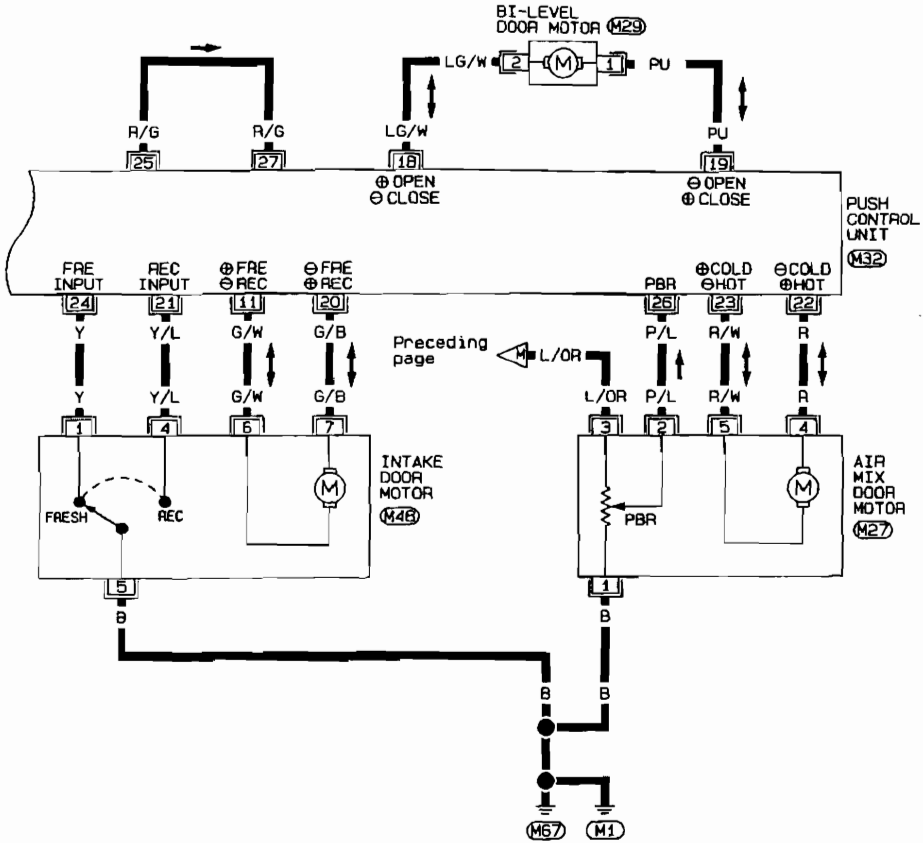 BI-LEVEL
DOOR MOTOR M29
LG/W 2 M 1 PU
R/G R/G LG/W PU
25 27 18 19
⊕ OPEN ⊖ OPEN
⊖ CLOSE ⊕ CLOSE
PUSH
CONTROL
UNIT
M32
FRE REC ⊕ FRE ⊖ FRE ⊕COLD ⊖COLD
INPUT INPUT ⊖ REC ⊕ REC PBR ⊖HOT ⊕HOT
24 21 11 20 26 23 22
Y Y/L G/W G/B P/L R/W R
Preceding
page M L/OR
Y Y/L G/W G/B L/OR P/L R/W R
1 4 6 7 3 2 5 4
INTAKE
DOOR
MOTOR
M46
M
FRESH REC
AIR
MIX
DOOR
MOTOR
M27
M
PBR
5 1
B B
B B
M67 M1